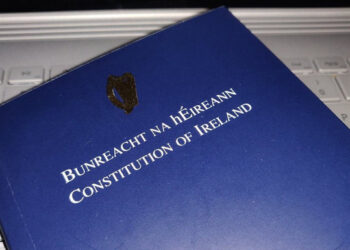 Bunreacht na hÉireann
Constitution of Ireland